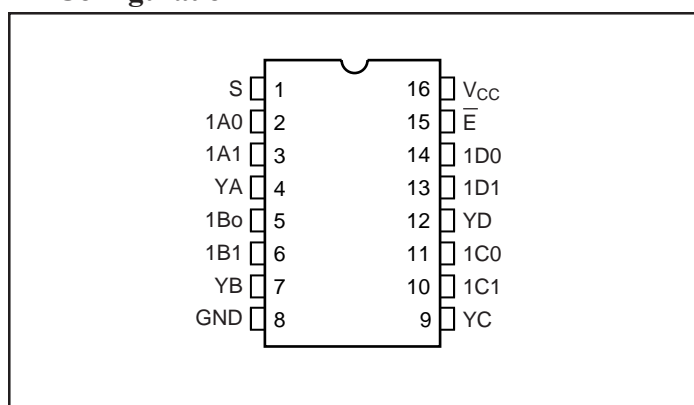 S 1 16 VCC
1A0 2 15 E̅
1A1 3 14 1D0
YA 4 13 1D1
1Bo 5 12 YD
1B1 6 11 1C0
YB 7 10 1C1
GND 8 9 YC